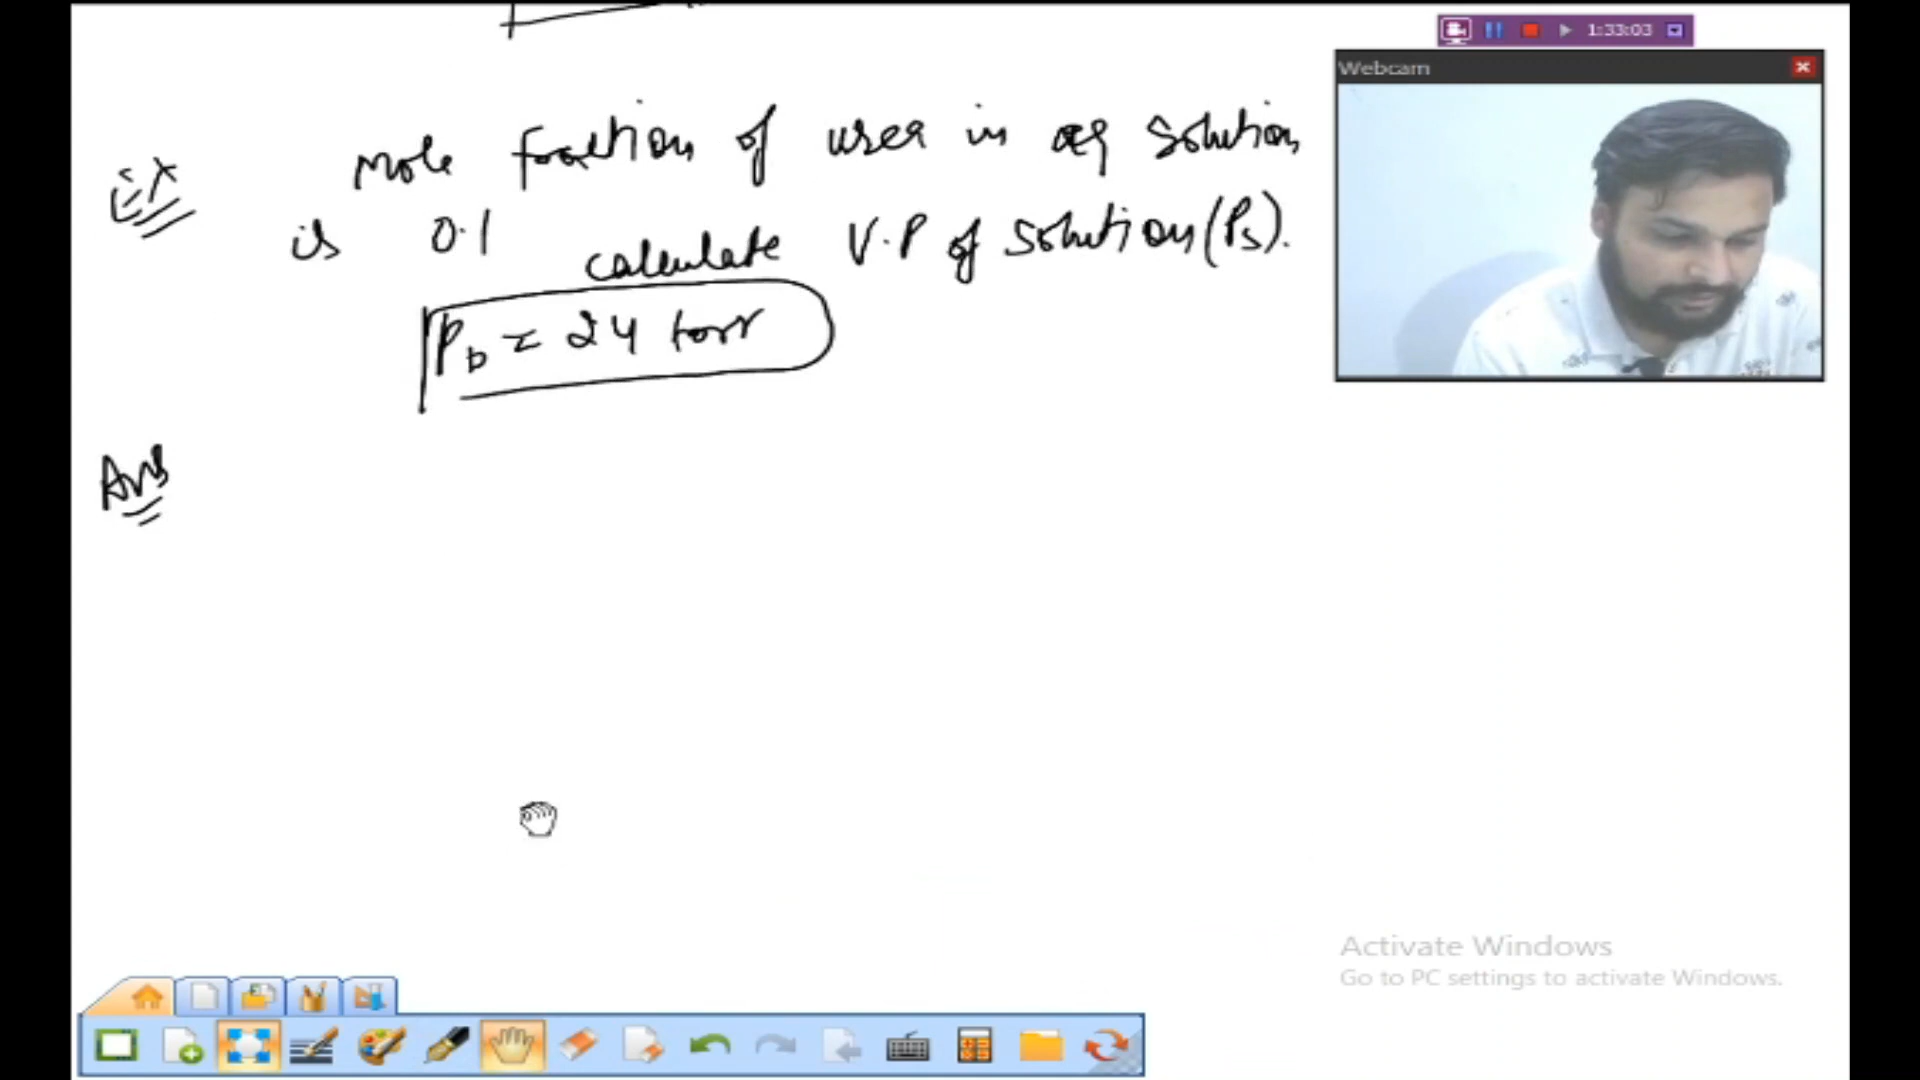 1:33:03
Webcam
Ex mole fraction of urea in aq solution
is 0.1 calculate V.P of solution (Ps).
Pb = 24 torr
Ans
Activate Windows
Go to PC settings to activate Windows.